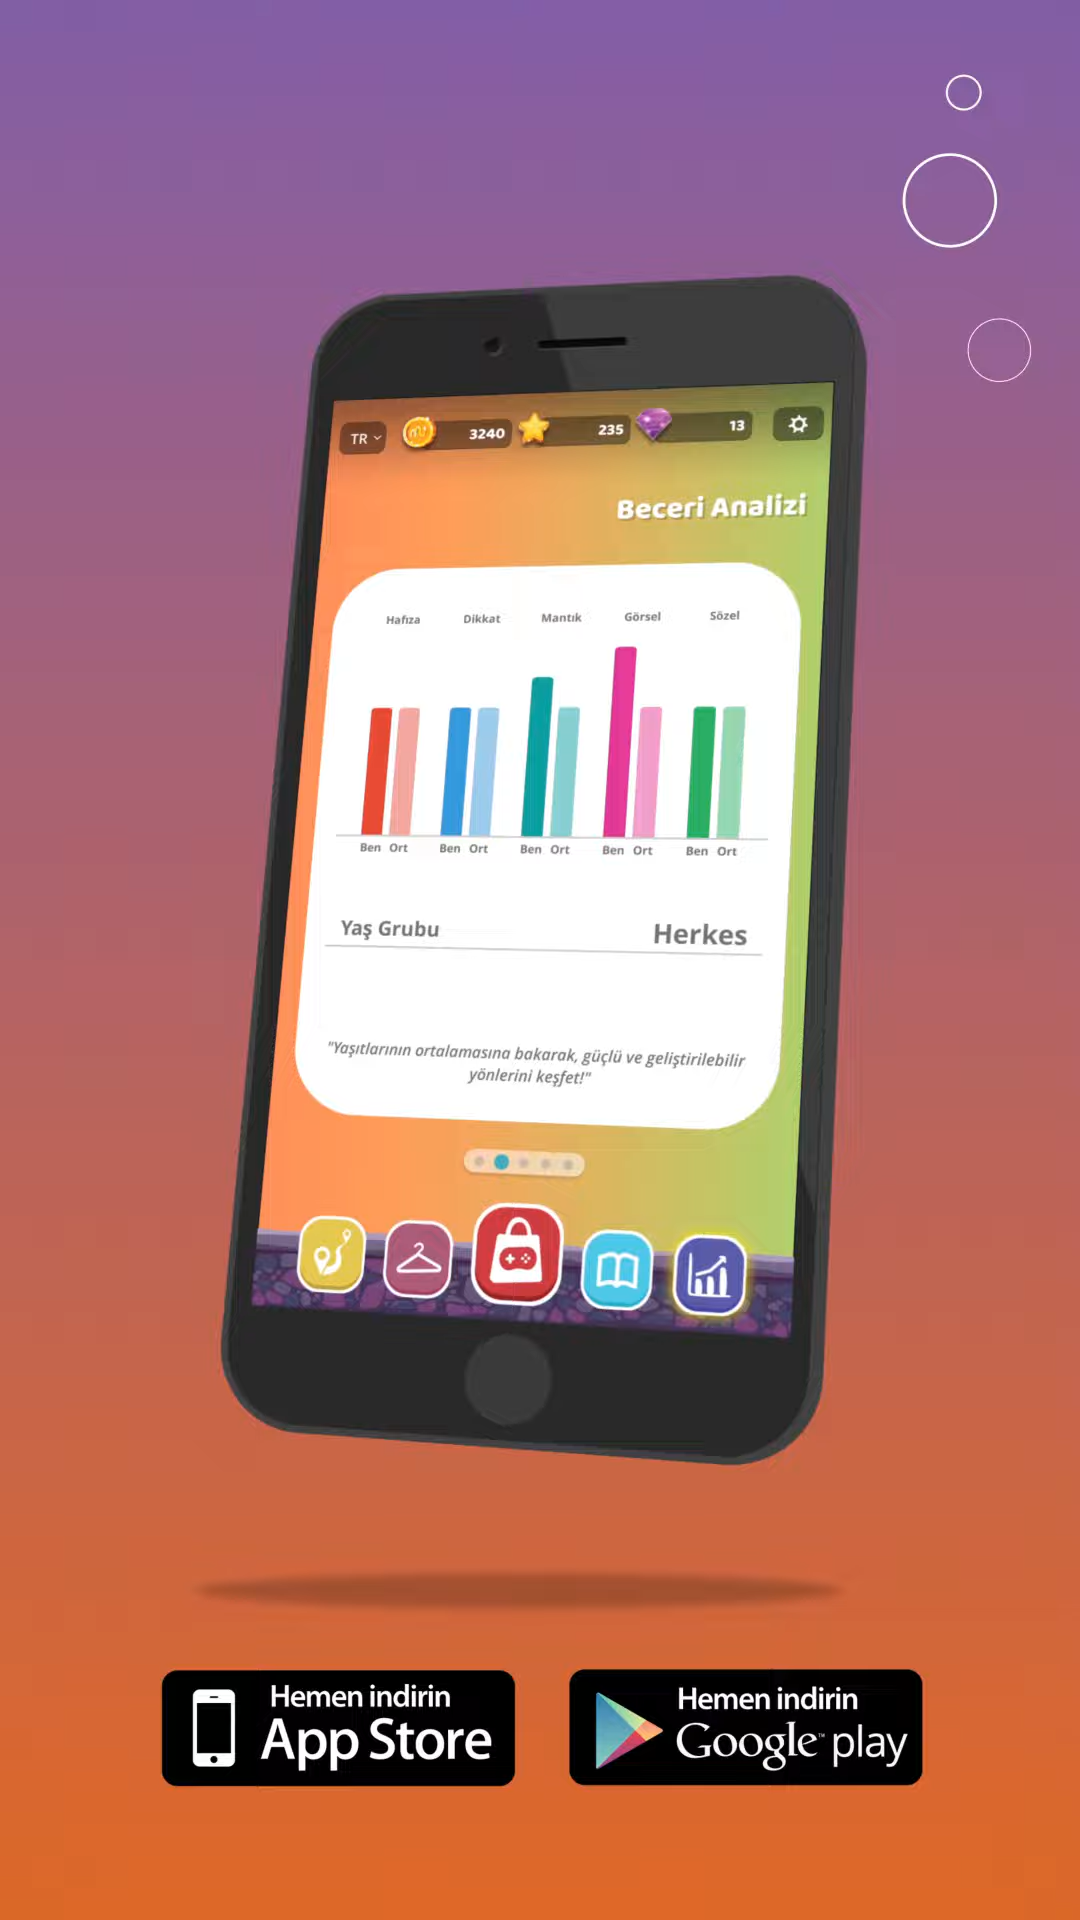 TR 3240 235 13
Beceri Analizi
Hafıza Dikkat Mantık Görsel Sözel
Ben Ort Ben Ort Ben Ort Ben Ort Ben Ort
Yaş Grubu Herkes
"Yaşıtlarının ortalamasına bakarak, güçlü ve geliştirilebilir
yönlerini keşfet!"
Hemen indirin
App Store
Hemen indirin
Google™ play